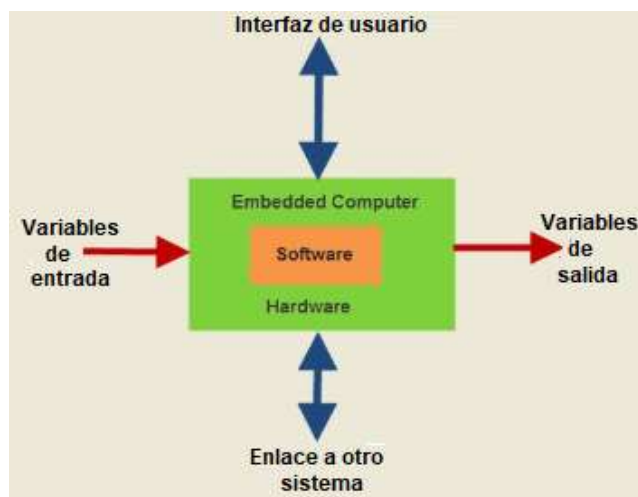 Interfaz de usuario
Embedded Computer
Variables
de
entrada
Software
Variables
de
salida
Hardware
Enlace a otro
sistema